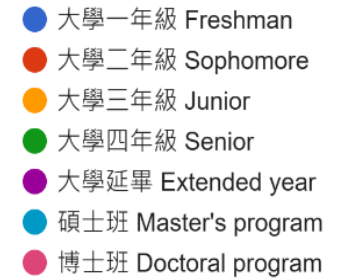 大學一年級 Freshman
大學二年級 Sophomore
大學三年級 Junior
大學四年級 Senior
大學延畢 Extended year
碩士班 Master's program
博士班 Doctoral program